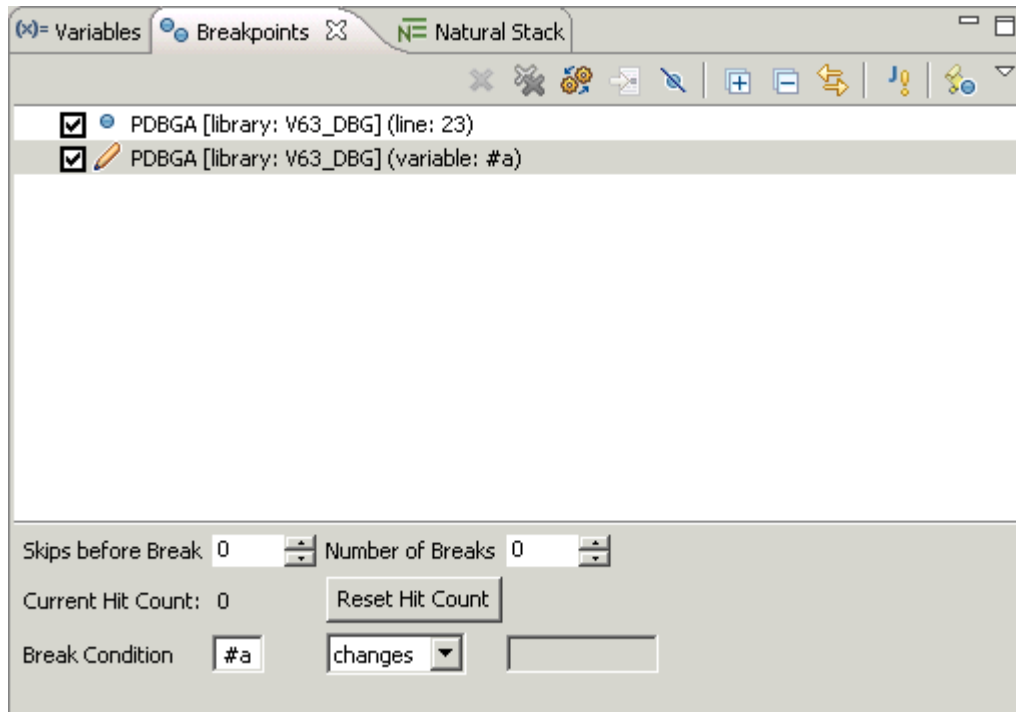 (x)= Variables Breakpoints Natural Stack
PDBGA [library: V63_DBG] (line: 23)
PDBGA [library: V63_DBG] (variable: #a)
Skips before Break 0 Number of Breaks 0
Current Hit Count: 0 Reset Hit Count
Break Condition #a changes